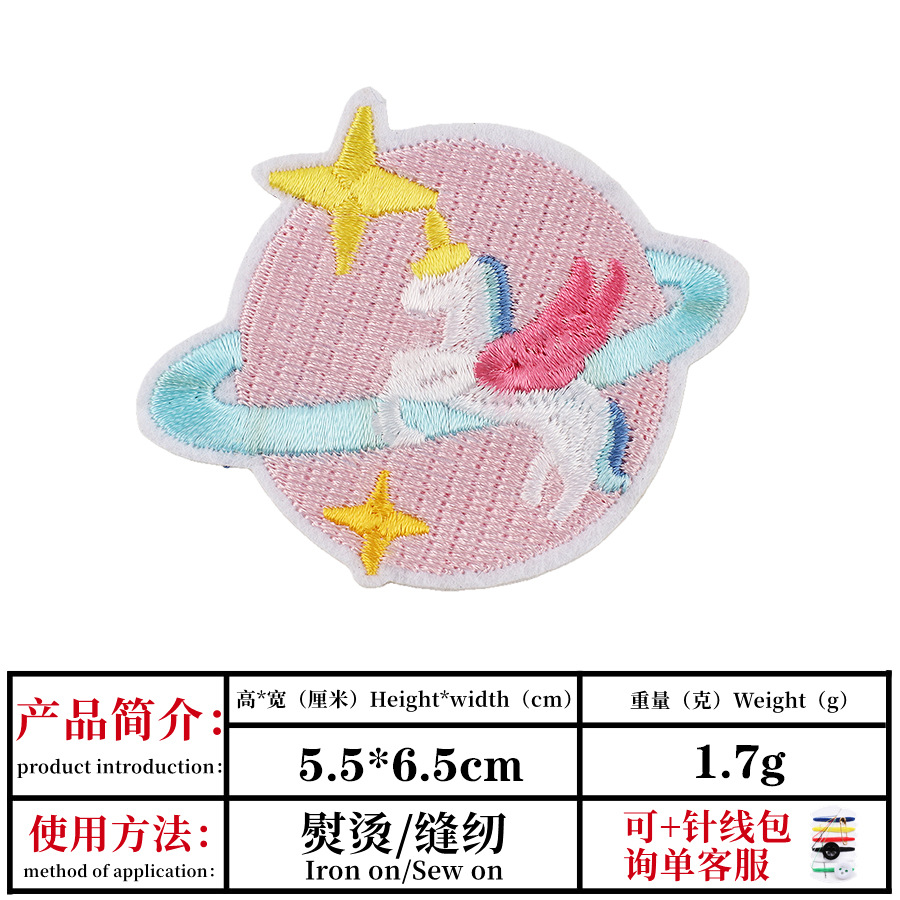 产品简介:
product introduction:
高*宽（厘米）Height*width（cm）
重量（克）Weight（g）
5.5*6.5cm
1.7g
使用方法:
method of application:
熨烫/缝纫
Iron on/Sew on
可+针线包
询单客服